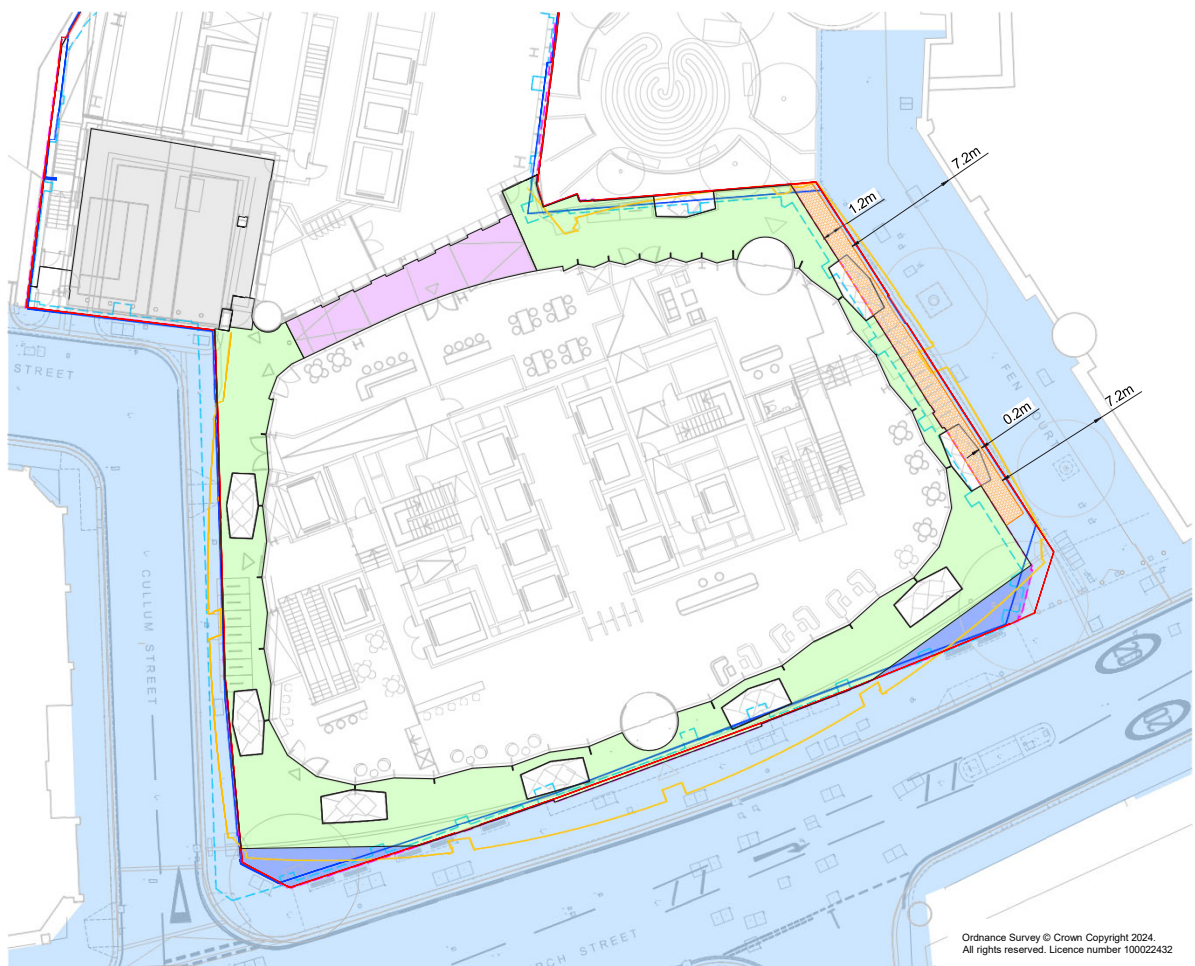 7.2m
1.2m
STREET
FEN COURT
7.2m
0.2m
CULLUM STREET
RCH STREET
Ordnance Survey © Crown Copyright 2024.
All rights reserved. Licence number 100022432